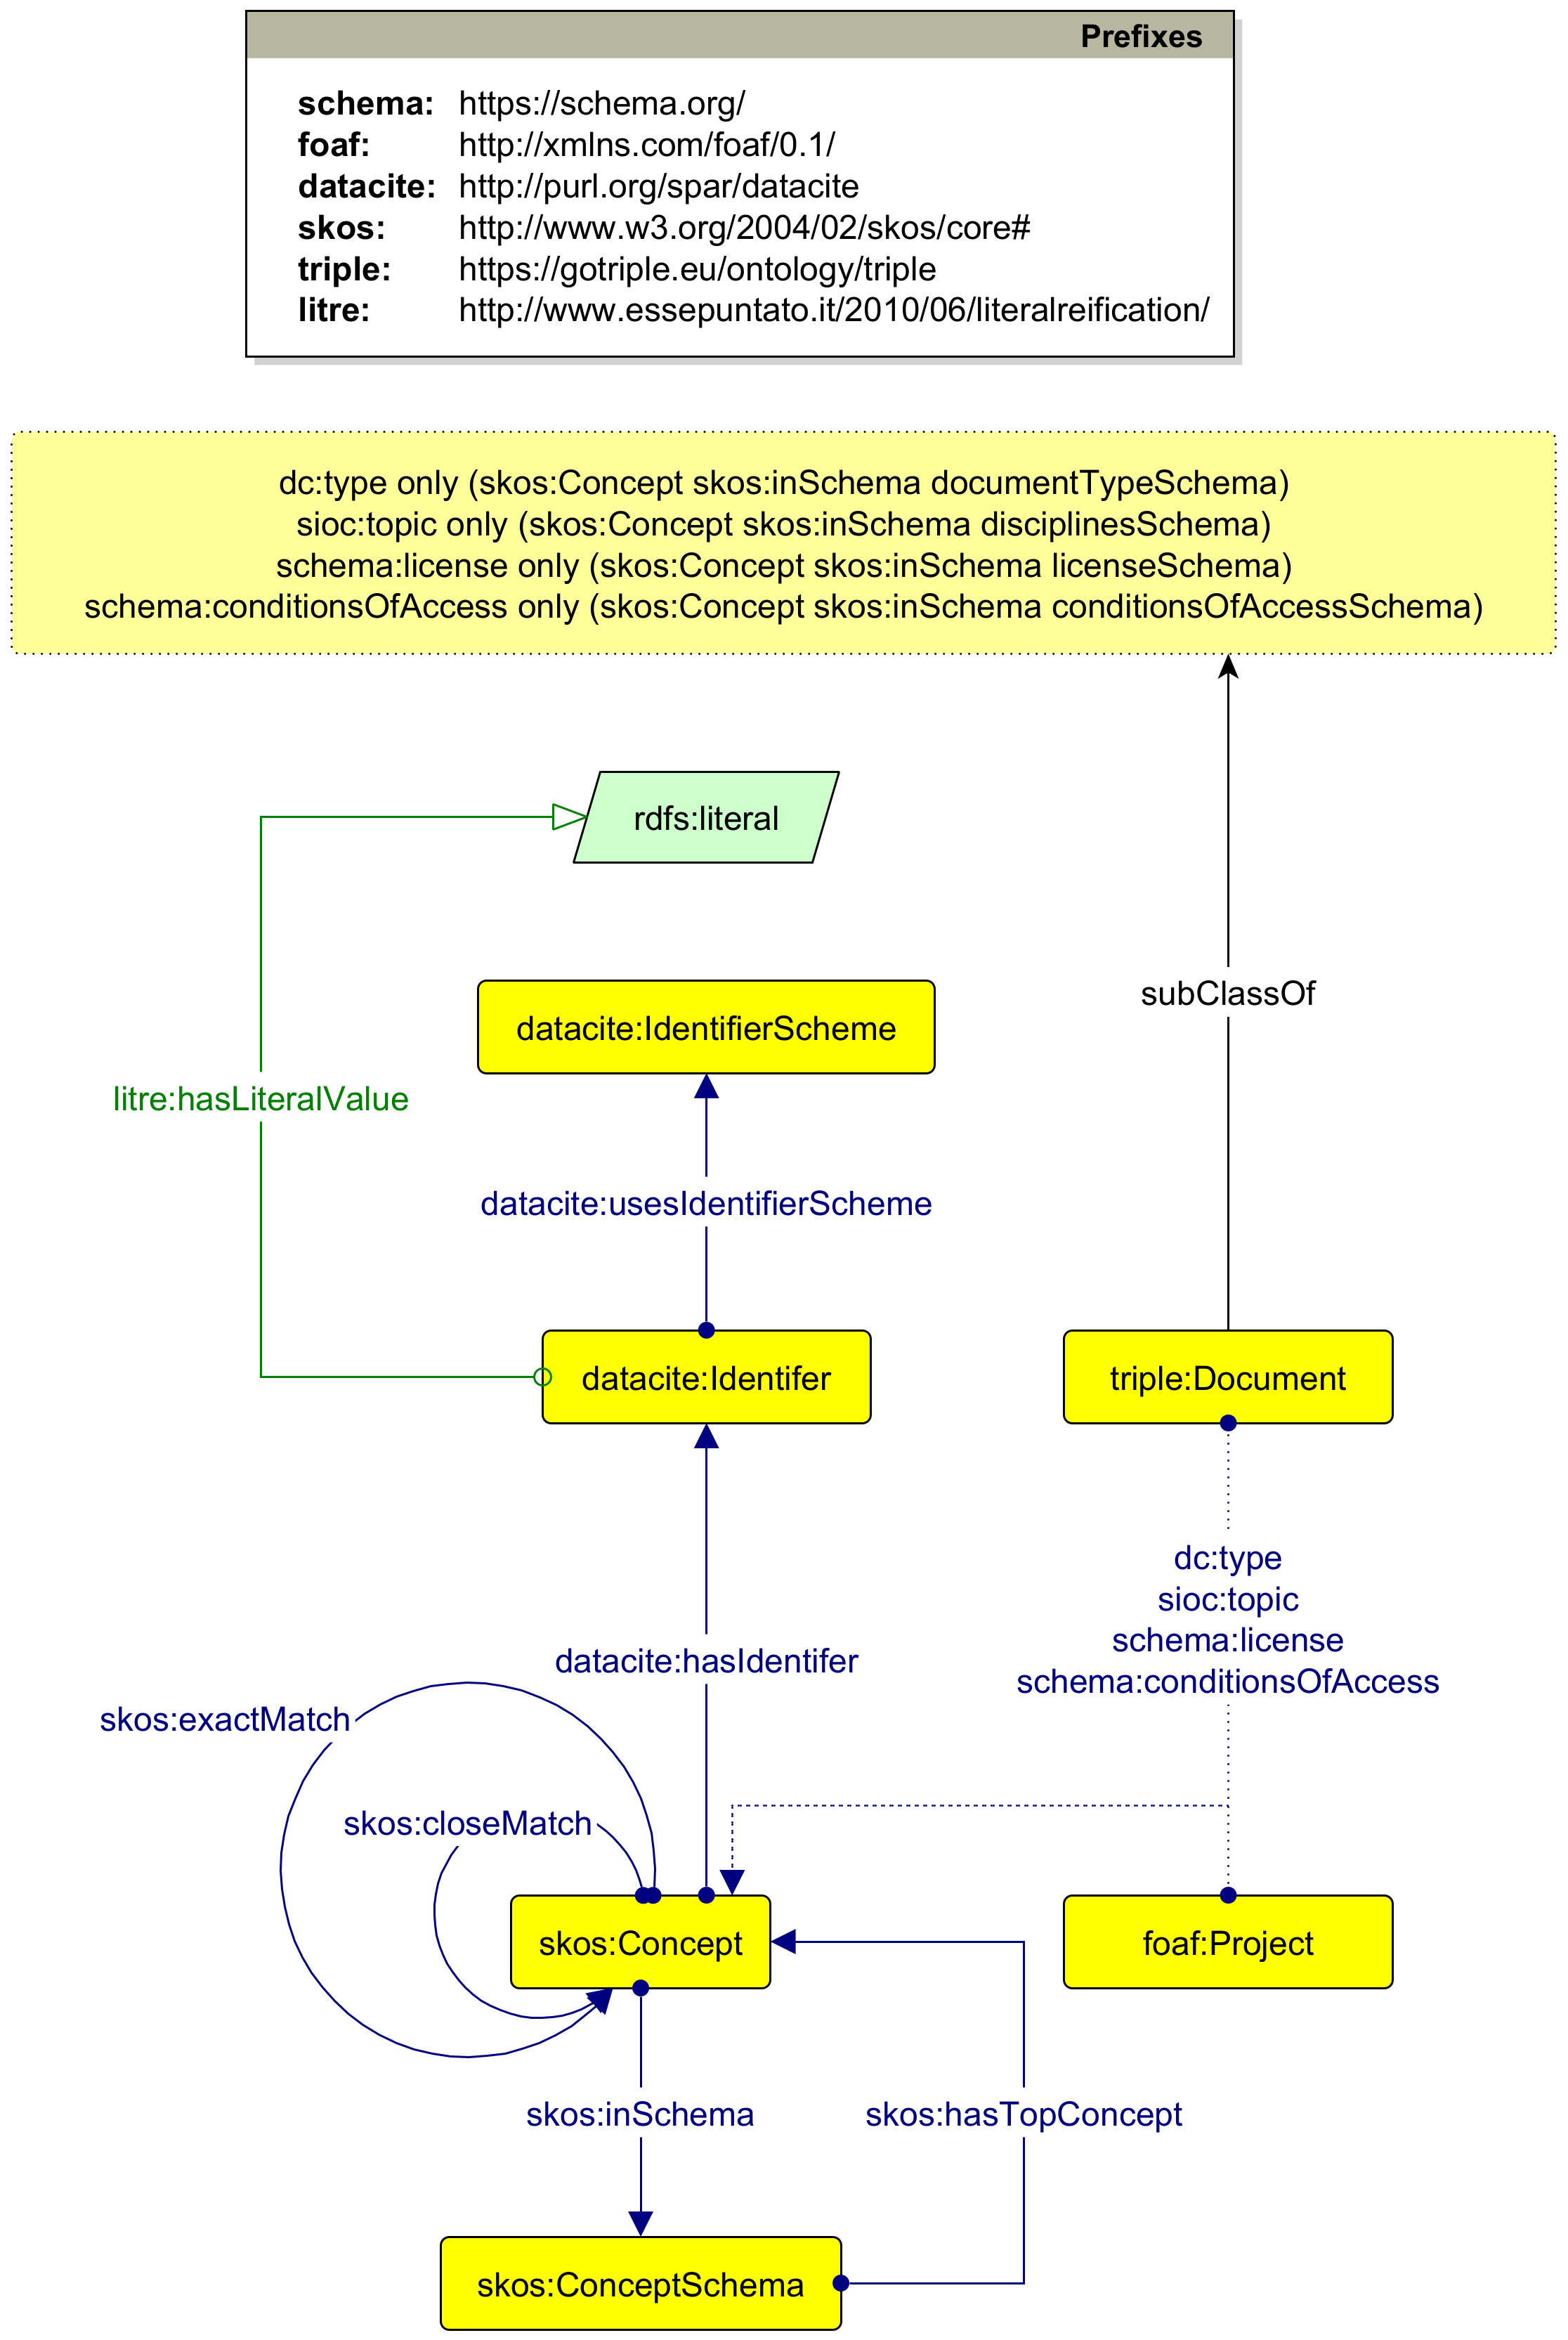 Prefixes
schema: https://schema.org/
foaf: http://xmlns.com/foaf/0.1/
datacite: http://purl.org/spar/datacite
skos: http://www.w3.org/2004/02/skos/core#
triple: https://gotriple.eu/ontology/triple
litre: http://www.essepuntato.it/2010/06/literalreification/
dc:type only (skos:Concept skos:inSchema documentTypeSchema)
sioc:topic only (skos:Concept skos:inSchema disciplinesSchema)
schema:license only (skos:Concept skos:inSchema licenseSchema)
schema:conditionsOfAccess only (skos:Concept skos:inSchema conditionsOfAccessSchema)
rdfs:literal
subClassOf
datacite:IdentifierScheme
litre:hasLiteralValue
datacite:usesIdentifierScheme
datacite:Identifer
triple:Document
dc:type
sioc:topic
schema:license
schema:conditionsOfAccess
datacite:hasIdentifer
skos:exactMatch
skos:closeMatch
skos:Concept
foaf:Project
skos:inSchema
skos:hasTopConcept
skos:ConceptSchema